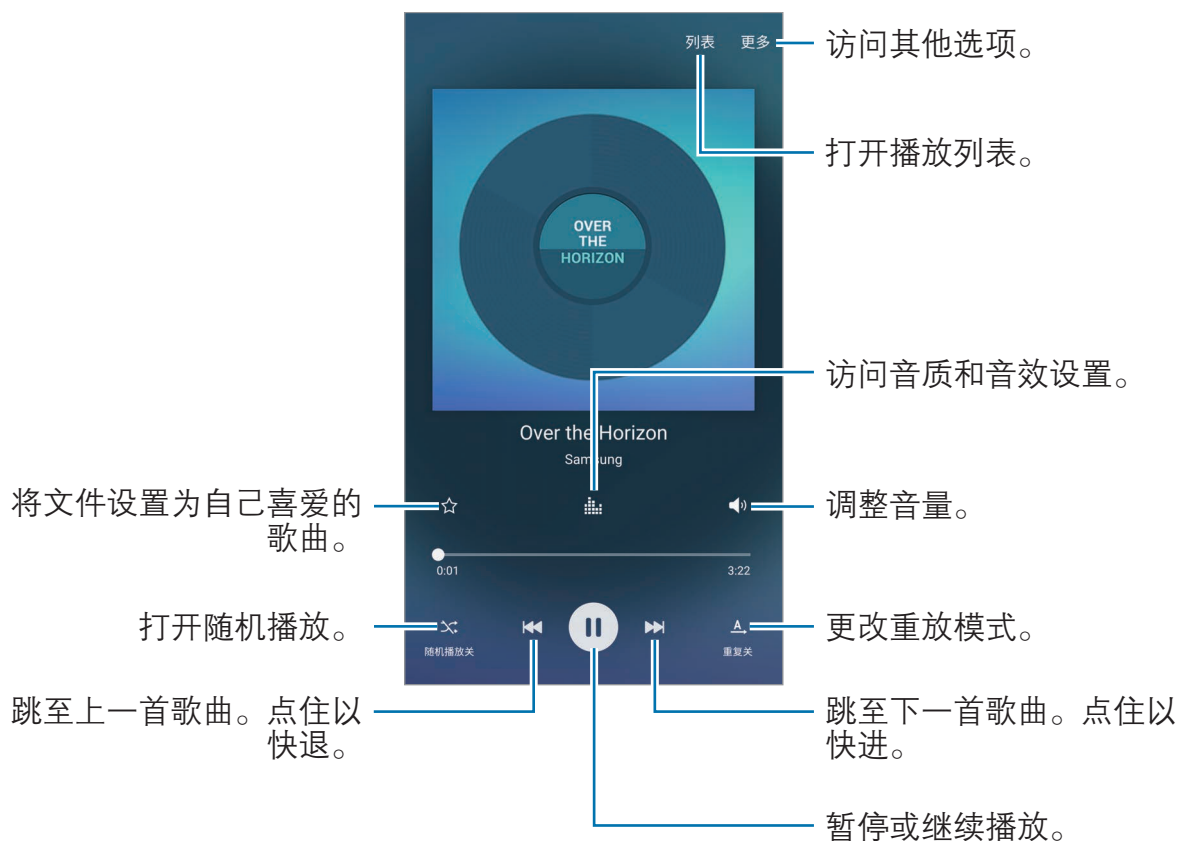 列表 更多
访问其他选项。
打开播放列表。
OVER
THE
HORIZON
访问音质和音效设置。
Over the Horizon
Samsung
将文件设置为自己喜爱的
歌曲。
调整音量。
0:01 3:22
打开随机播放。
更改重放模式。
A
随机播放关 重复关
跳至上一首歌曲。点住以
快退。
跳至下一首歌曲。点住以
快进。
暂停或继续播放。